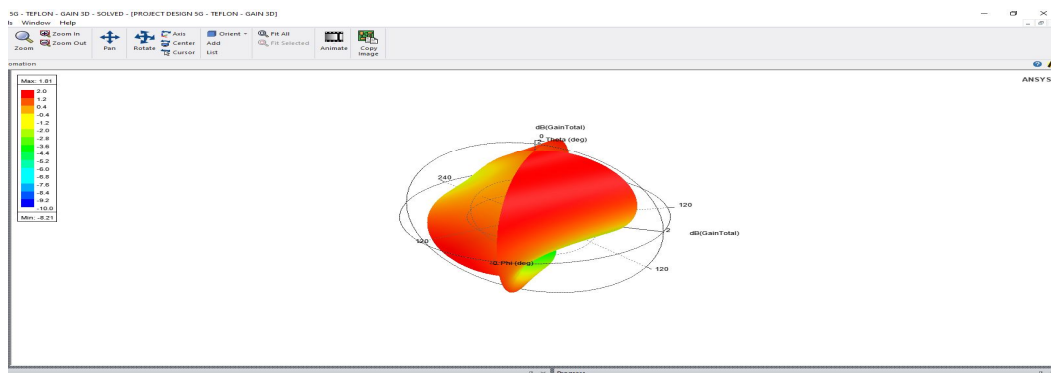 5G - TEFLON - GAIN 3D - SOLVED - [PROJECT DESIGN 5G - TEFLON - GAIN 3D]
ls Window Help
Zoom
Zoom In
Zoom Out
Pan
Rotate
Axis
Center
Cursor
Orient
Add
List
Fit All
Fit Selected
Animate
Copy
Image
omation
ANSYS
Max: 1.81
2.0
1.2
0.4
-0.4
-1.2
-2.0
-2.8
-3.6
-4.4
-5.2
-6.0
-6.8
-7.6
-8.4
-9.2
-10.0
Min: -8.21
dB(GainTotal)
0
Theta (deg)
240
120
2
dB(GainTotal)
120
0 Phi (deg)
120
Progress